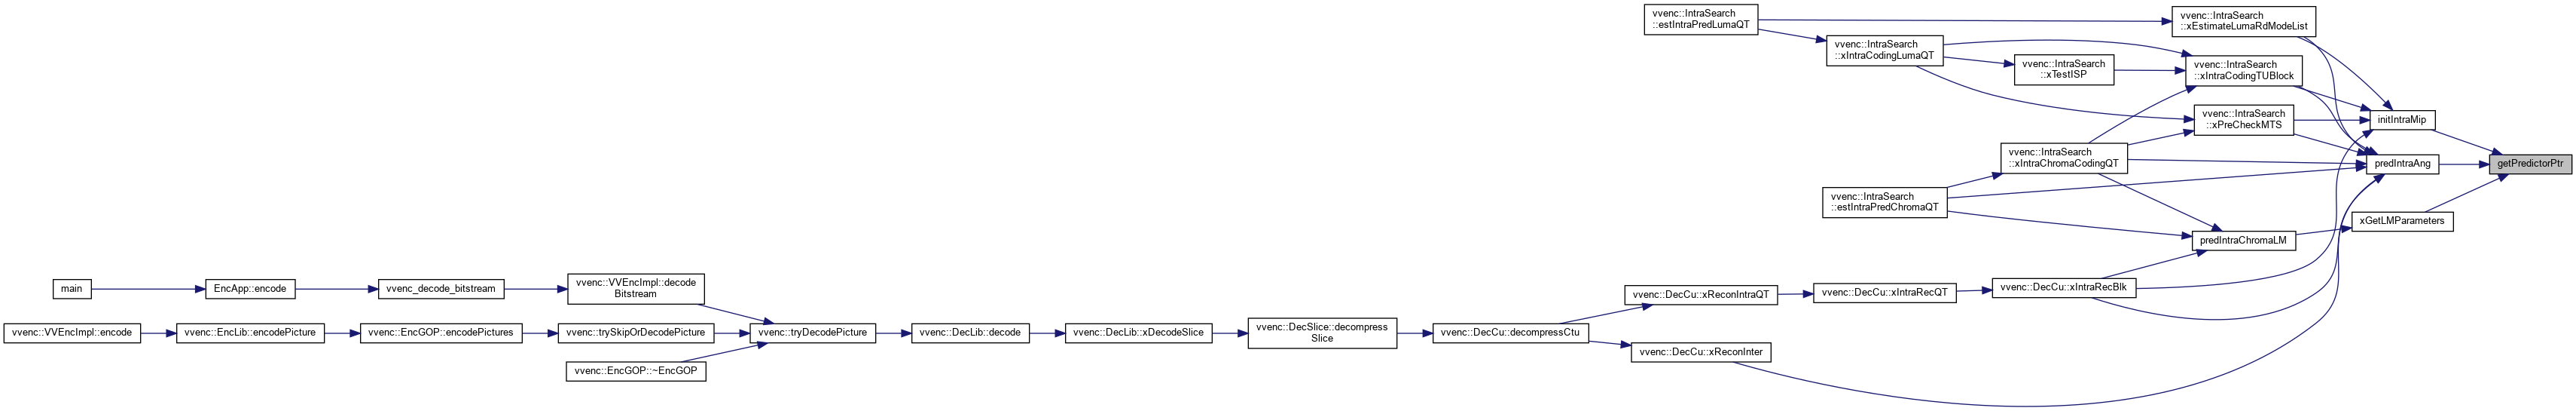 vvenc::IntraSearch
::estIntraPredLumaQT
vvenc::IntraSearch
::xEstimateLumaRdModeList
vvenc::IntraSearch
::xIntraCodingLumaQT
vvenc::IntraSearch
::xTestISP
vvenc::IntraSearch
::xIntraCodingTUBlock
vvenc::IntraSearch
::xPreCheckMTS
initIntraMip
vvenc::IntraSearch
::xIntraChromaCodingQT
predIntraAng
getPredictorPtr
vvenc::IntraSearch
::estIntraPredChromaQT
xGetLMParameters
predIntraChromaLM
main
EncApp::encode
vvenc_decode_bitstream
vvenc::VVEncImpl::decode
Bitstream
vvenc::DecCu::xReconIntraQT
vvenc::DecCu::xIntraRecQT
vvenc::DecCu::xIntraRecBlk
vvenc::VVEncImpl::encode
vvenc::EncLib::encodePicture
vvenc::EncGOP::encodePictures
vvenc::trySkipOrDecodePicture
vvenc::tryDecodePicture
vvenc::DecLib::decode
vvenc::DecLib::xDecodeSlice
vvenc::DecSlice::decompress
Slice
vvenc::DecCu::decompressCtu
vvenc::DecCu::xReconInter
vvenc::EncGOP::~EncGOP